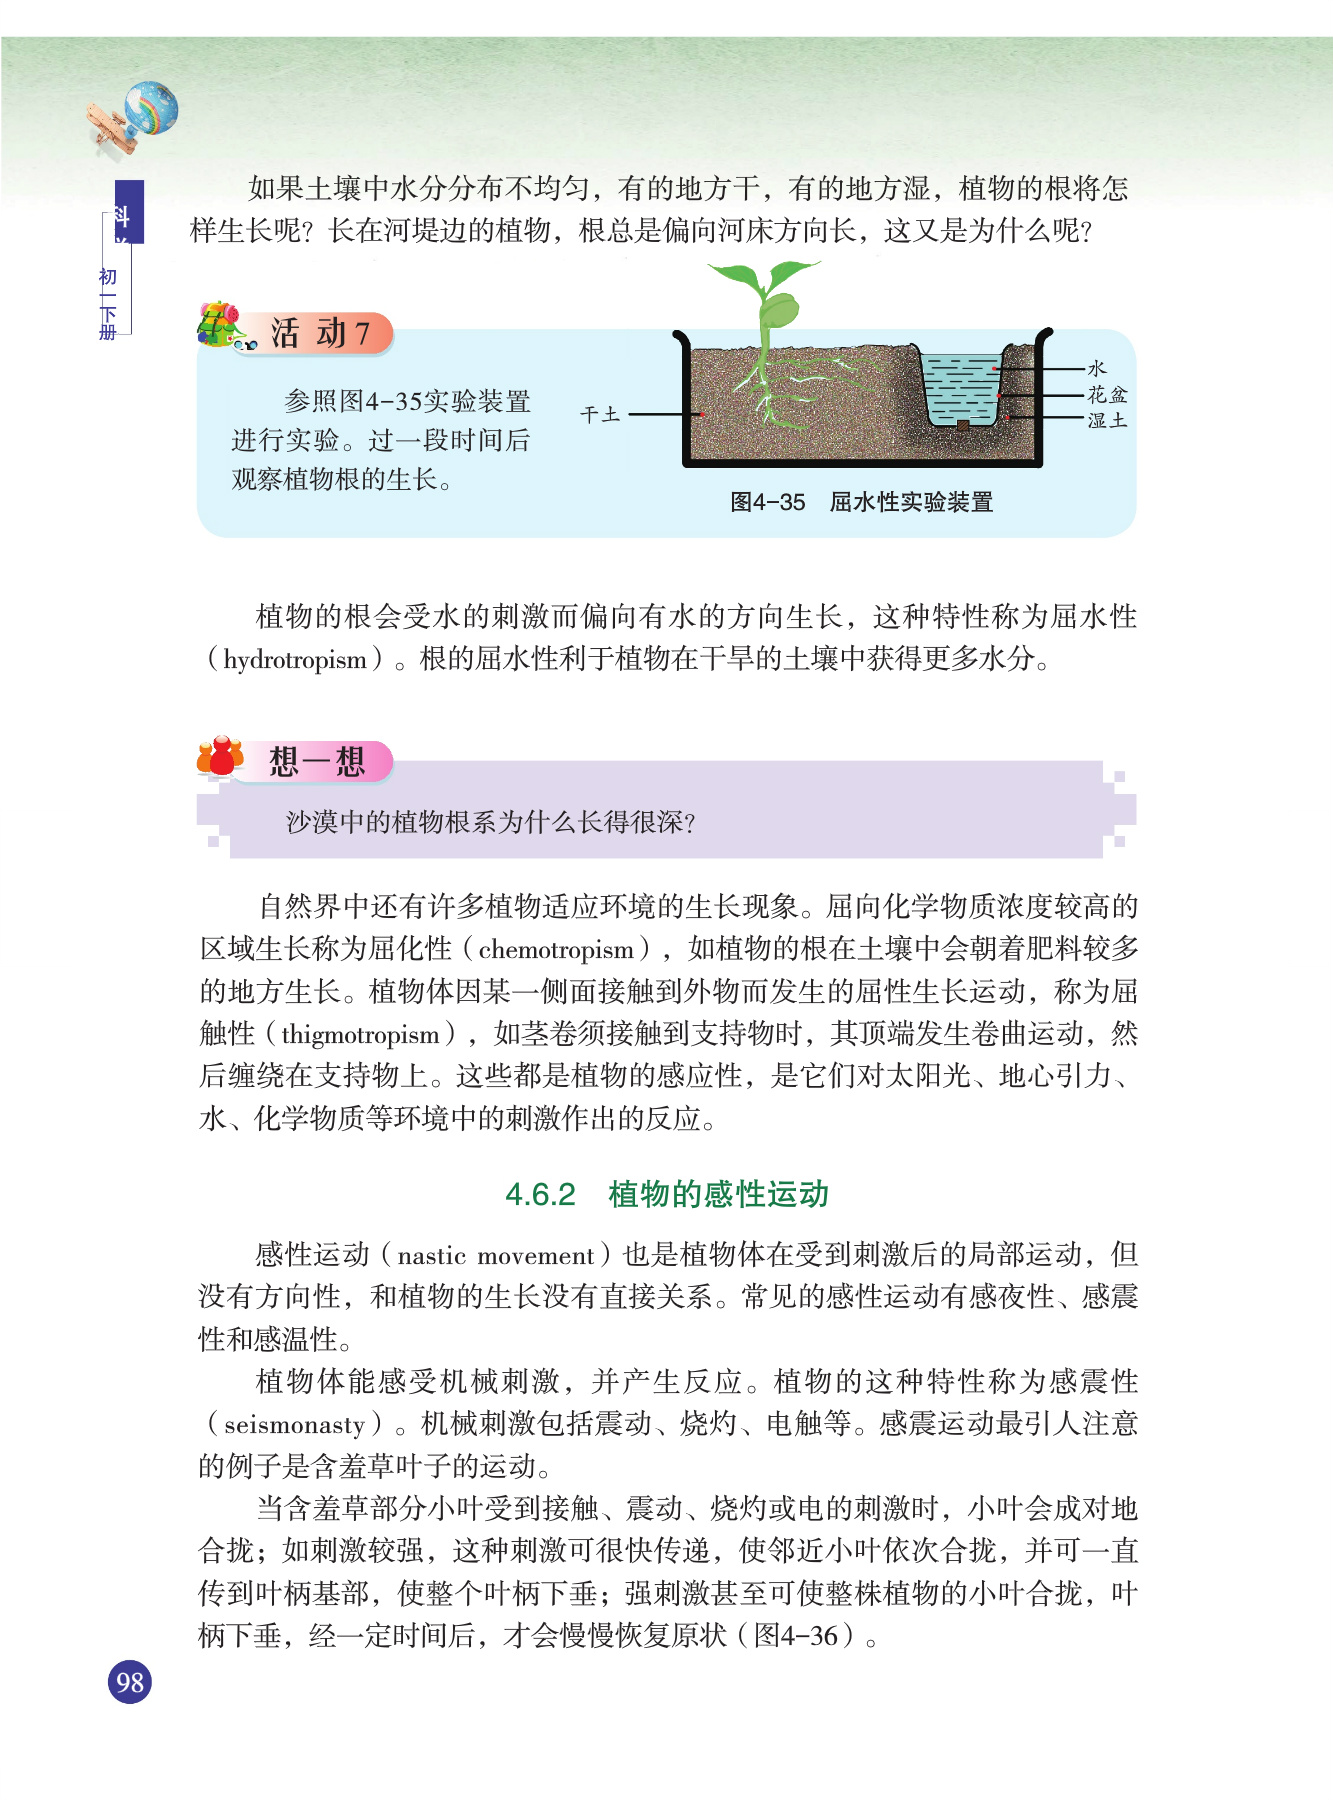 如果土壤中水分分布不均匀，有的地方干，有的地方湿，植物的根将怎
样生长呢？长在河堤边的植物，根总是偏向河床方向长，这又是为什么呢？
科
初一下册
活动7
参照图4-35实验装置
进行实验。过一段时间后
观察植物根的生长。
干土
水
花盆
湿土
图4-35 屈水性实验装置
植物的根会受水的刺激而偏向有水的方向生长，这种特性称为屈水性
（hydrotropism）。根的屈水性利于植物在干旱的土壤中获得更多水分。
想一想
沙漠中的植物根系为什么长得很深？
自然界中还有许多植物适应环境的生长现象。屈向化学物质浓度较高的
区域生长称为屈化性（chemotropism），如植物的根在土壤中会朝着肥料较多
的地方生长。植物体因某一侧面接触到外物而发生的屈性生长运动，称为屈
触性（thigmotropism），如茎卷须接触到支持物时，其顶端发生卷曲运动，然
后缠绕在支持物上。这些都是植物的感应性，是它们对太阳光、地心引力、
水、化学物质等环境中的刺激作出的反应。
4.6.2 植物的感性运动
感性运动（nastic movement）也是植物体在受到刺激后的局部运动，但
没有方向性，和植物的生长没有直接关系。常见的感性运动有感夜性、感震
性和感温性。
植物体能感受机械刺激，并产生反应。植物的这种特性称为感震性
（seismonasty）。机械刺激包括震动、烧灼、电触等。感震运动最引人注意
的例子是含羞草叶子的运动。
当含羞草部分小叶受到接触、震动、烧灼或电的刺激时，小叶会成对地
合拢；如刺激较强，这种刺激可很快传递，使邻近小叶依次合拢，并可一直
传到叶柄基部，使整个叶柄下垂；强刺激甚至可使整株植物的小叶合拢，叶
柄下垂，经一定时间后，才会慢慢恢复原状（图4-36）。
98